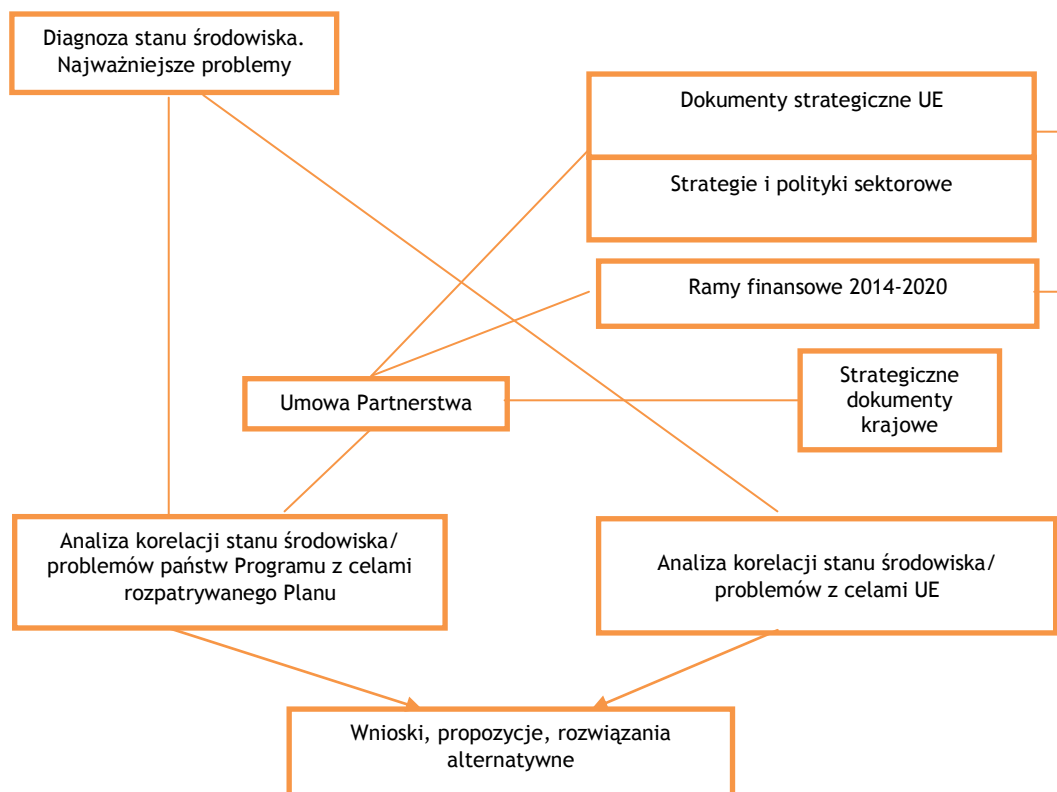 Diagnoza stanu środowiska.
Najważniejsze problemy
Dokumenty strategiczne UE
Strategie i polityki sektorowe
Ramy finansowe 2014-2020
Umowa Partnerstwa
Strategiczne
dokumenty
krajowe
Analiza korelacji stanu środowiska/
problemów państw Programu z celami
rozpatrywanego Planu
Analiza korelacji stanu środowiska/
problemów z celami UE
Wnioski, propozycje, rozwiązania
alternatywne